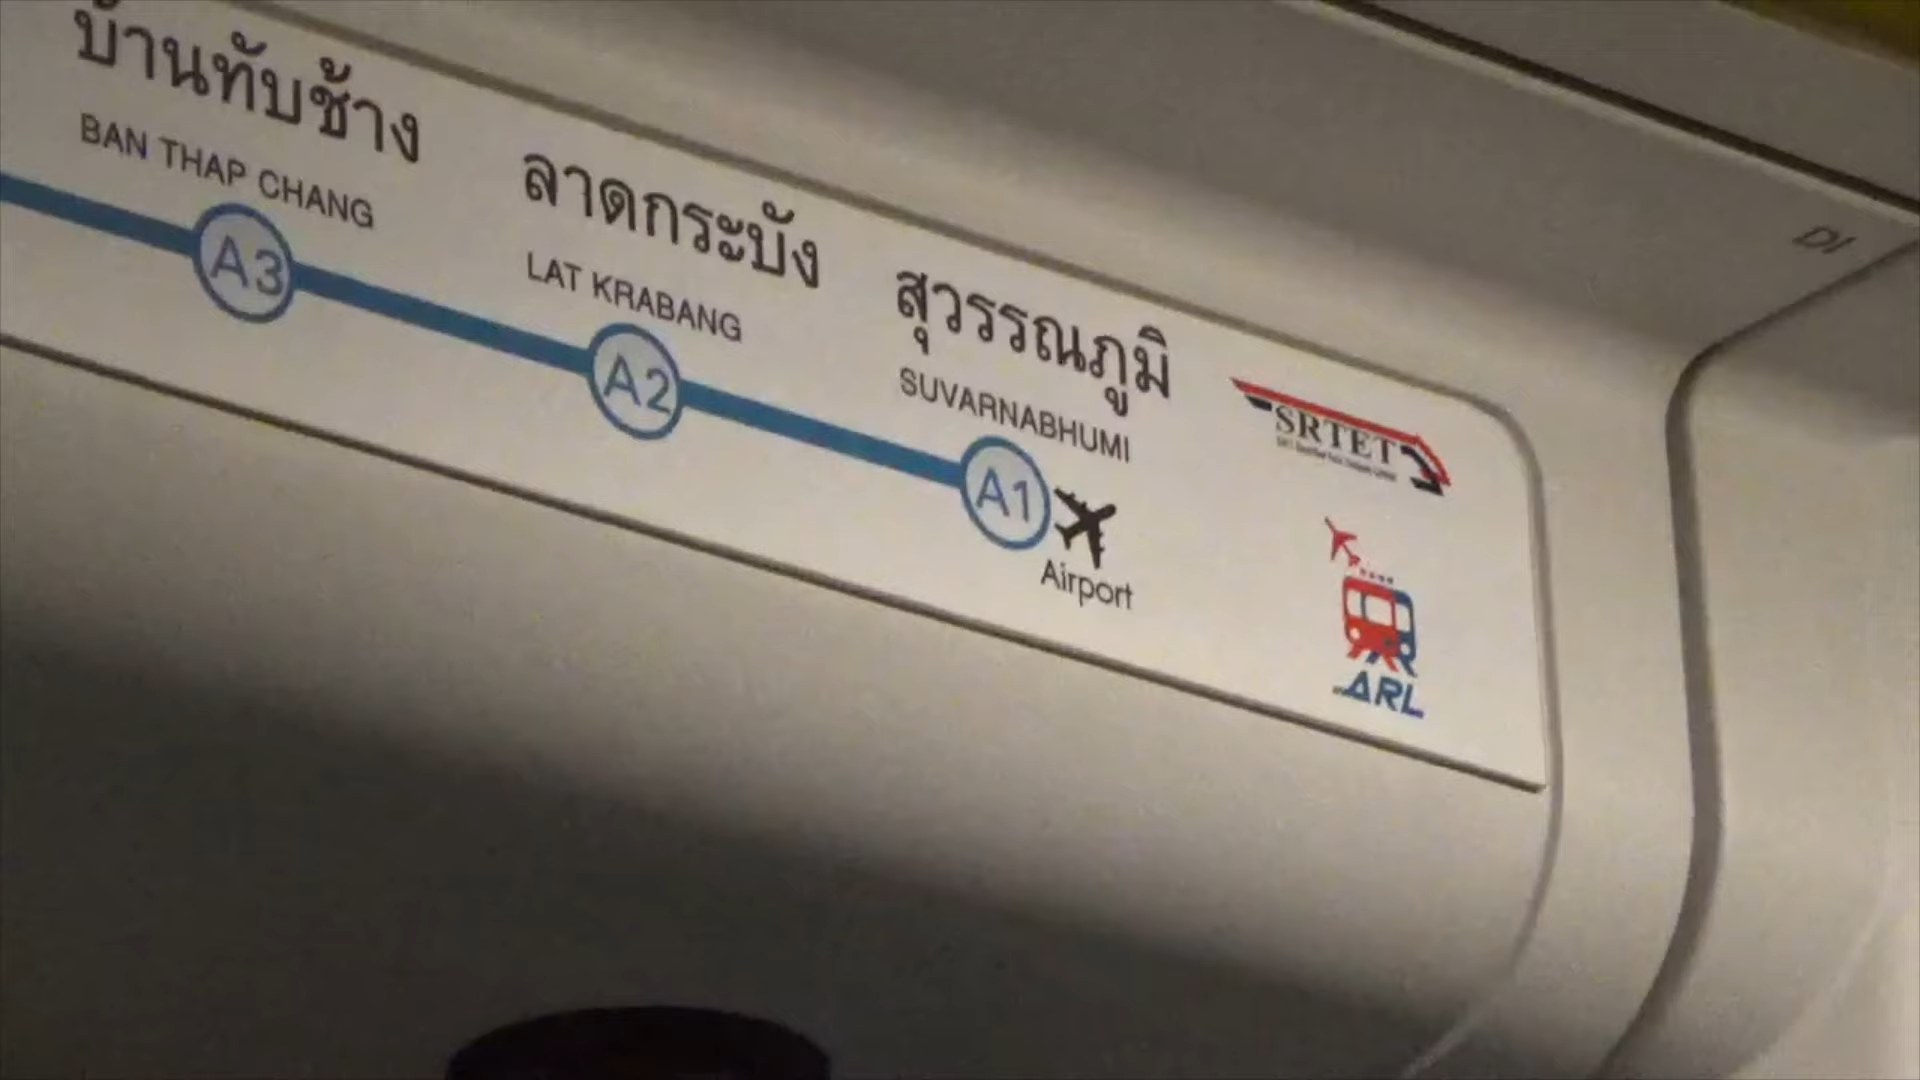 บ้านทับช้าง
BAN THAP CHANG
A3
ลาดกระบัง
LAT KRABANG
A2
สุวรรณภูมิ
SUVARNABHUMI
A1
Airport
SRTET
ARL